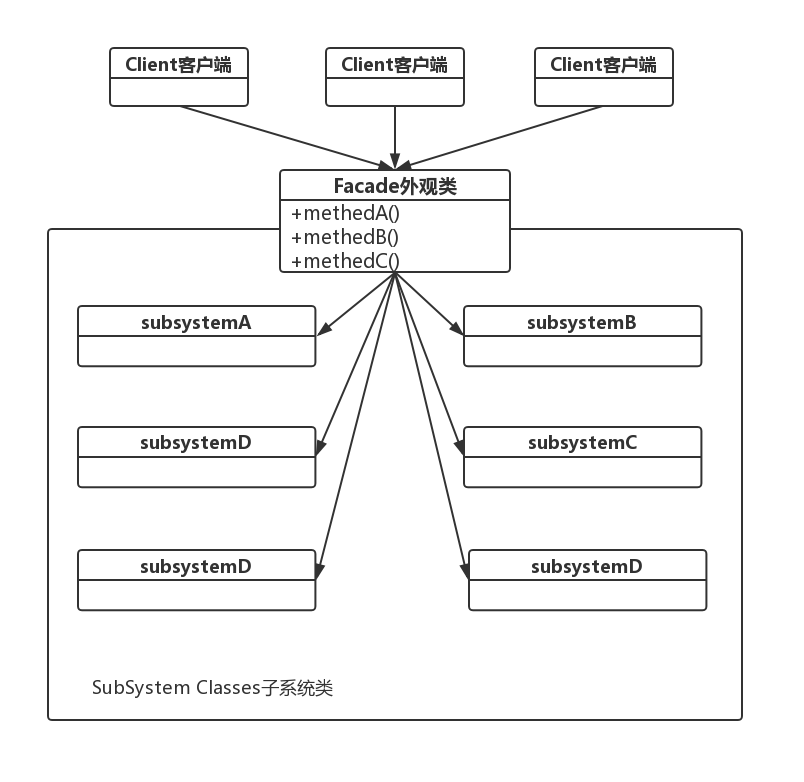 Client客户端
Client客户端
Client客户端
Facade外观类
+methedA()
+methedB()
+methedC()
subsystemA
subsystemB
subsystemD
subsystemC
subsystemD
subsystemD
SubSystem Classes子系统类